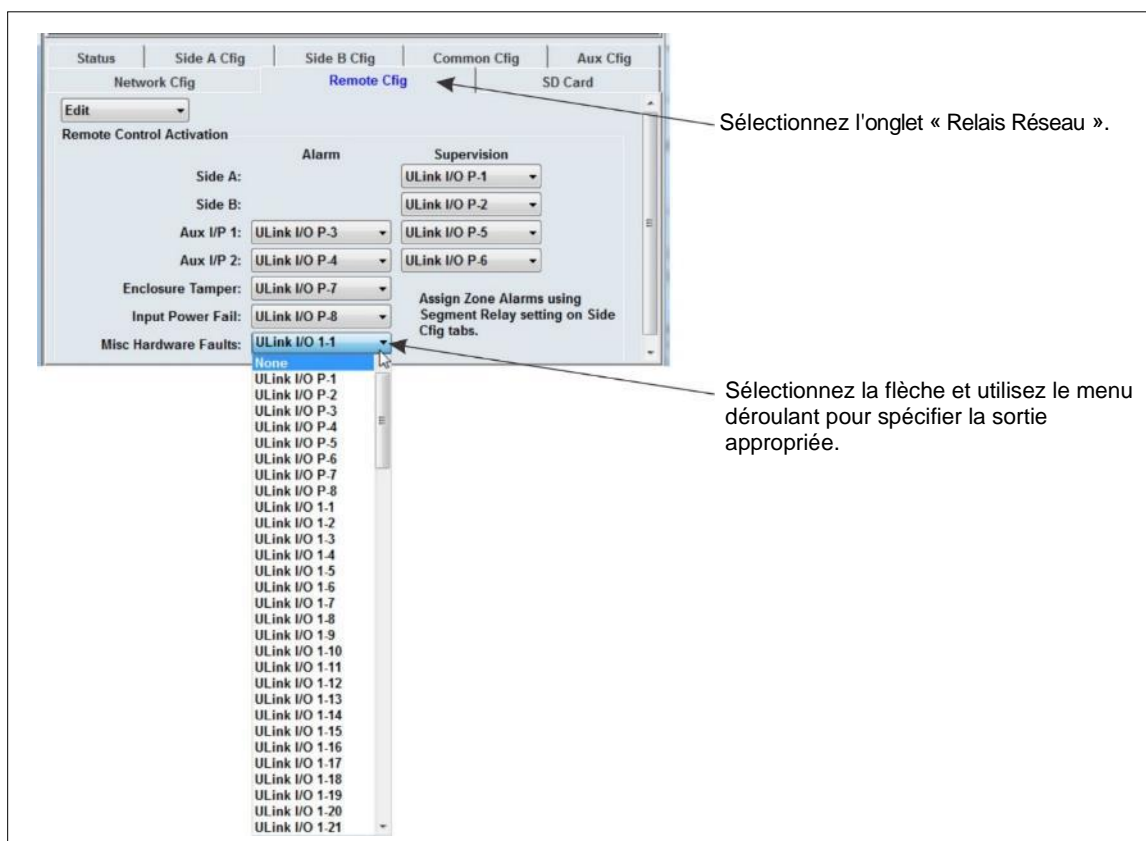 Status Side A Cfig Side B Cfig Common Cfig Aux Cfig
Network Cfig Remote Cfig SD Card
Sélectionnez l'onglet « Relais Réseau ».
Edit
Remote Control Activation
Alarm Supervision
Side A: ULink I/O P-1
Side B: ULink I/O P-2
Aux I/P 1: ULink I/O P-3 ULink I/O P-5
Aux I/P 2: ULink I/O P-4 ULink I/O P-6
Enclosure Tamper: ULink I/O P-7
Input Power Fail: ULink I/O P-8
Assign Zone Alarms using
Segment Relay setting on Side
Cfig tabs.
Misc Hardware Faults: ULink I/O 1-1
Sélectionnez la flèche et utilisez le menu
déroulant pour spécifier la sortie
appropriée.
None
ULink I/O P-1
ULink I/O P-2
ULink I/O P-3
ULink I/O P-4
ULink I/O P-5
ULink I/O P-6
ULink I/O P-7
ULink I/O P-8
ULink I/O 1-1
ULink I/O 1-2
ULink I/O 1-3
ULink I/O 1-4
ULink I/O 1-5
ULink I/O 1-6
ULink I/O 1-7
ULink I/O 1-8
ULink I/O 1-9
ULink I/O 1-10
ULink I/O 1-11
ULink I/O 1-12
ULink I/O 1-13
ULink I/O 1-14
ULink I/O 1-15
ULink I/O 1-16
ULink I/O 1-17
ULink I/O 1-18
ULink I/O 1-19
ULink I/O 1-20
ULink I/O 1-21